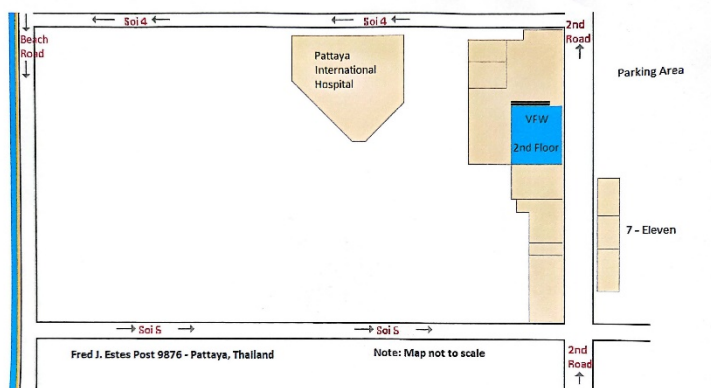 Soi 4
Soi 4
2nd
Road
Beach
Road
Pattaya
International
Hospital
Parking Area
VFW
2nd Floor
7 - Eleven
Soi 5
Soi 5
Fred J. Estes Post 9876 - Pattaya, Thailand
Note: Map not to scale
2nd
Road